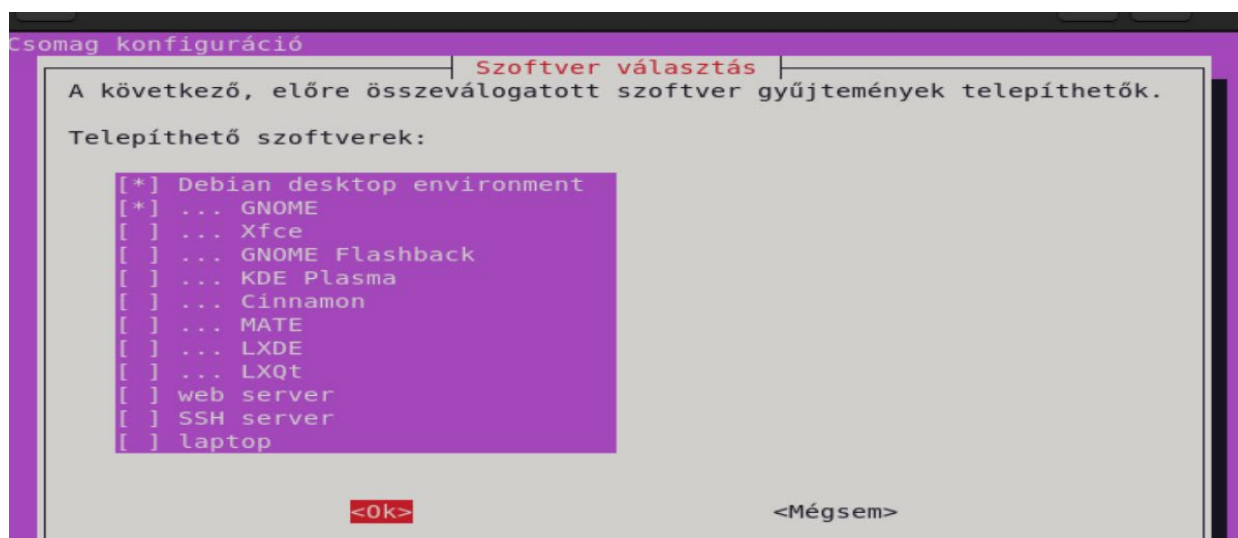 Csomag konfiguráció
Szoftver választás
A következő, előre összeválogatott szoftver gyűjtemények telepíthetők.
Telepíthető szoftverek:
[*] Debian desktop environment
[*] ... GNOME
[ ] ... Xfce
[ ] ... GNOME Flashback
[ ] ... KDE Plasma
[ ] ... Cinnamon
[ ] ... MATE
[ ] ... LXDE
[ ] ... LXQt
[ ] web server
[ ] SSH server
[ ] laptop
<Ok> <Mégsem>